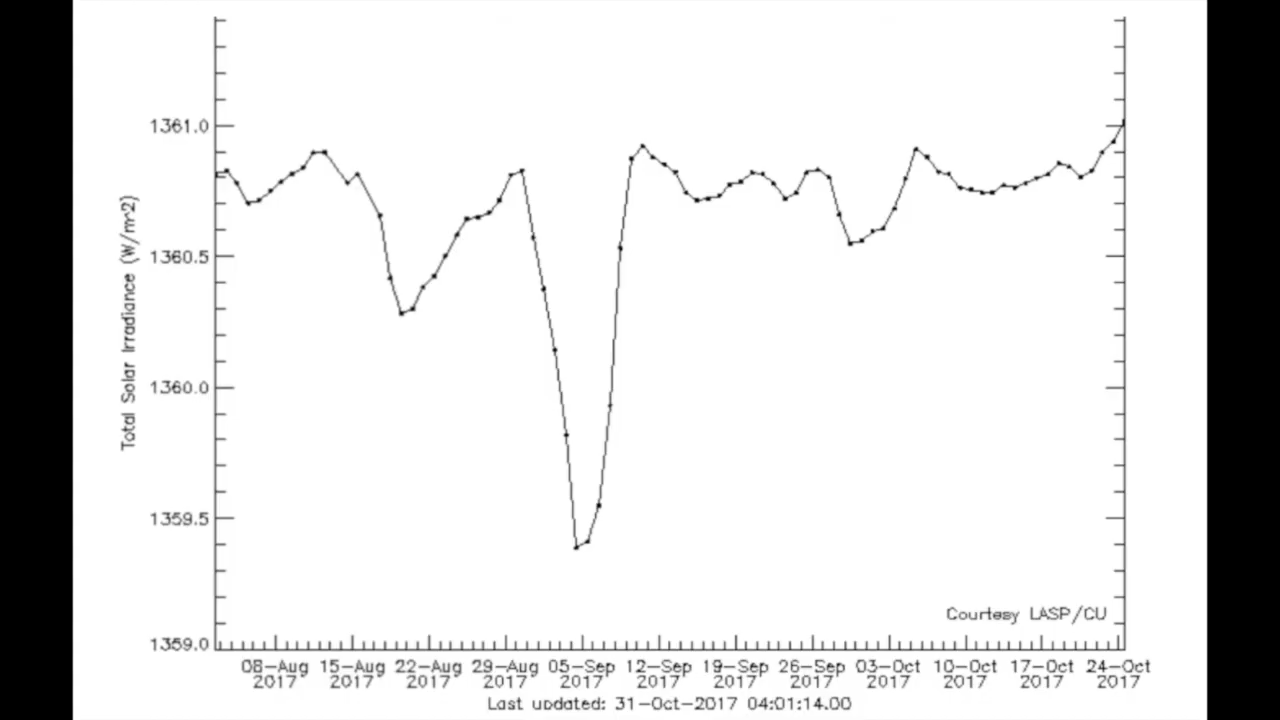 Total Solar Irradiance (W/m^2)
1361.0
1360.5
1360.0
1359.5
1359.0
Courtesy LASP/CU
08-Aug 15-Aug 22-Aug 29-Aug 05-Sep 12-Sep 19-Sep 26-Sep 03-Oct 10-Oct 17-Oct 24-Oct
2017 2017 2017 2017 2017 2017 2017 2017 2017 2017 2017 2017
Last updated: 31-Oct-2017 04:01:14.00